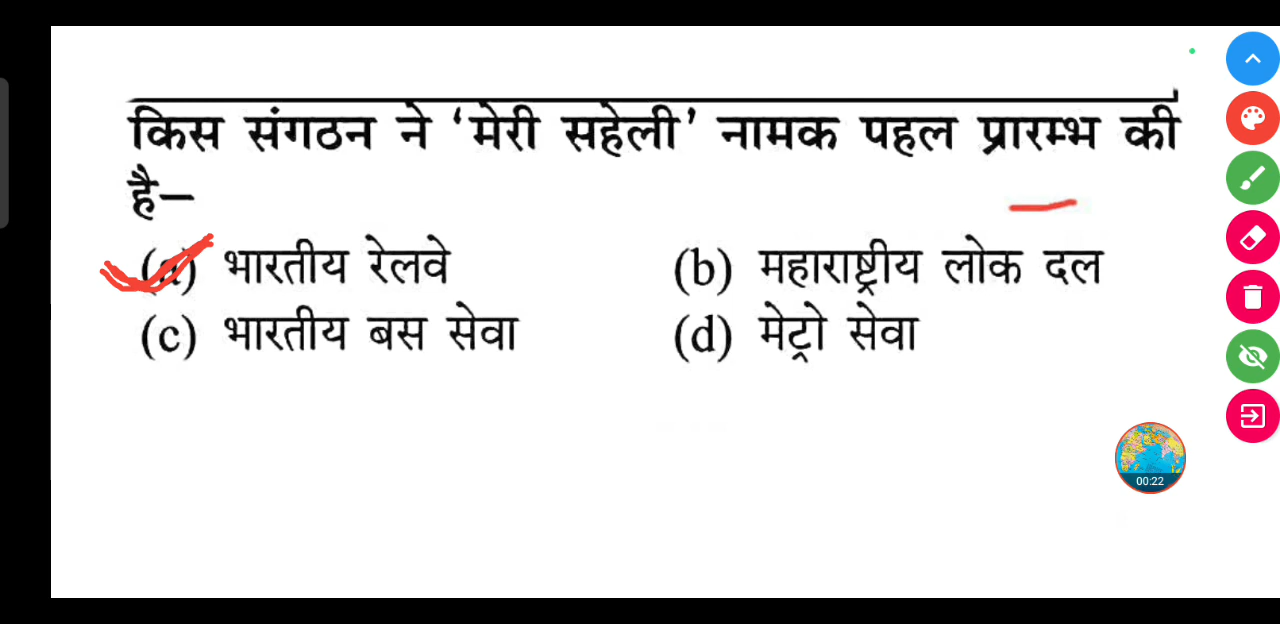 किस संगठन ने ‘मेरी सहेली’ नामक पहल प्रारम्भ की
है–
(a) भारतीय रेलवे (b) महाराष्ट्रीय लोक दल
(c) भारतीय बस सेवा (d) मेट्रो सेवा
00:22